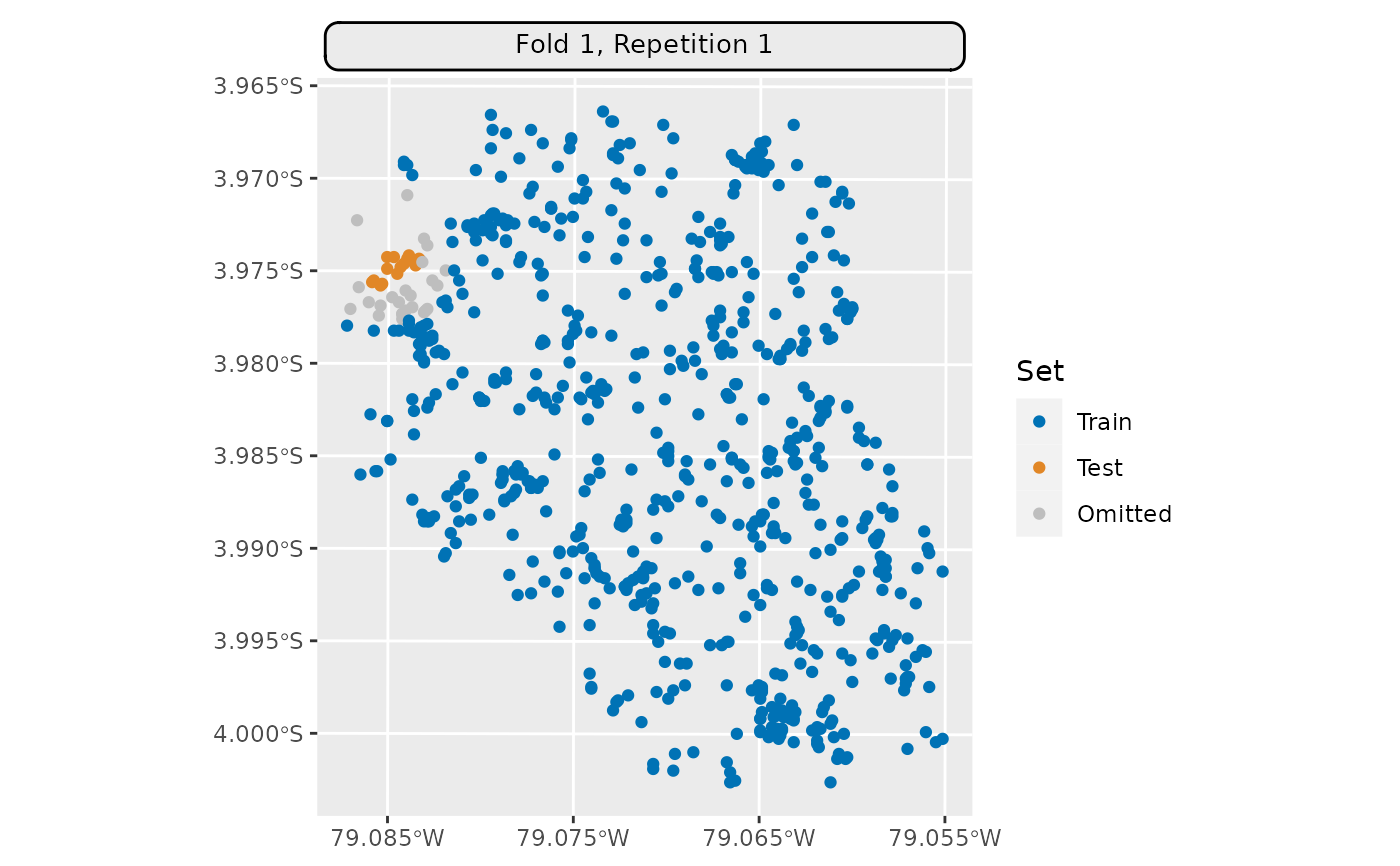 Fold 1, Repetition 1
3.965°S
3.970°S
3.975°S
3.980°S
3.985°S
3.990°S
3.995°S
4.000°S
79.085°W 79.075°W 79.065°W 79.055°W
Set
Train
Test
Omitted